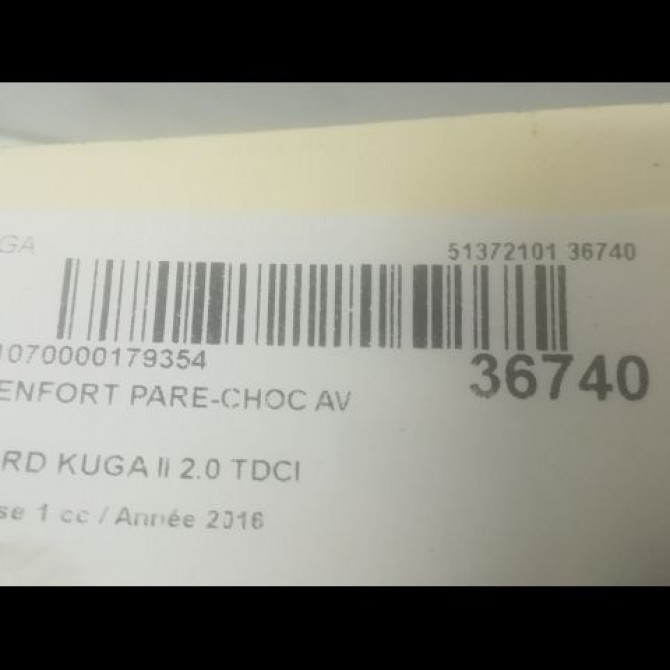 GA 51372101 36740
1070000179354 36740
ENFORT PARE-CHOC AV
RD KUGA II 2.0 TDCI
se 1 cc / Année 2016